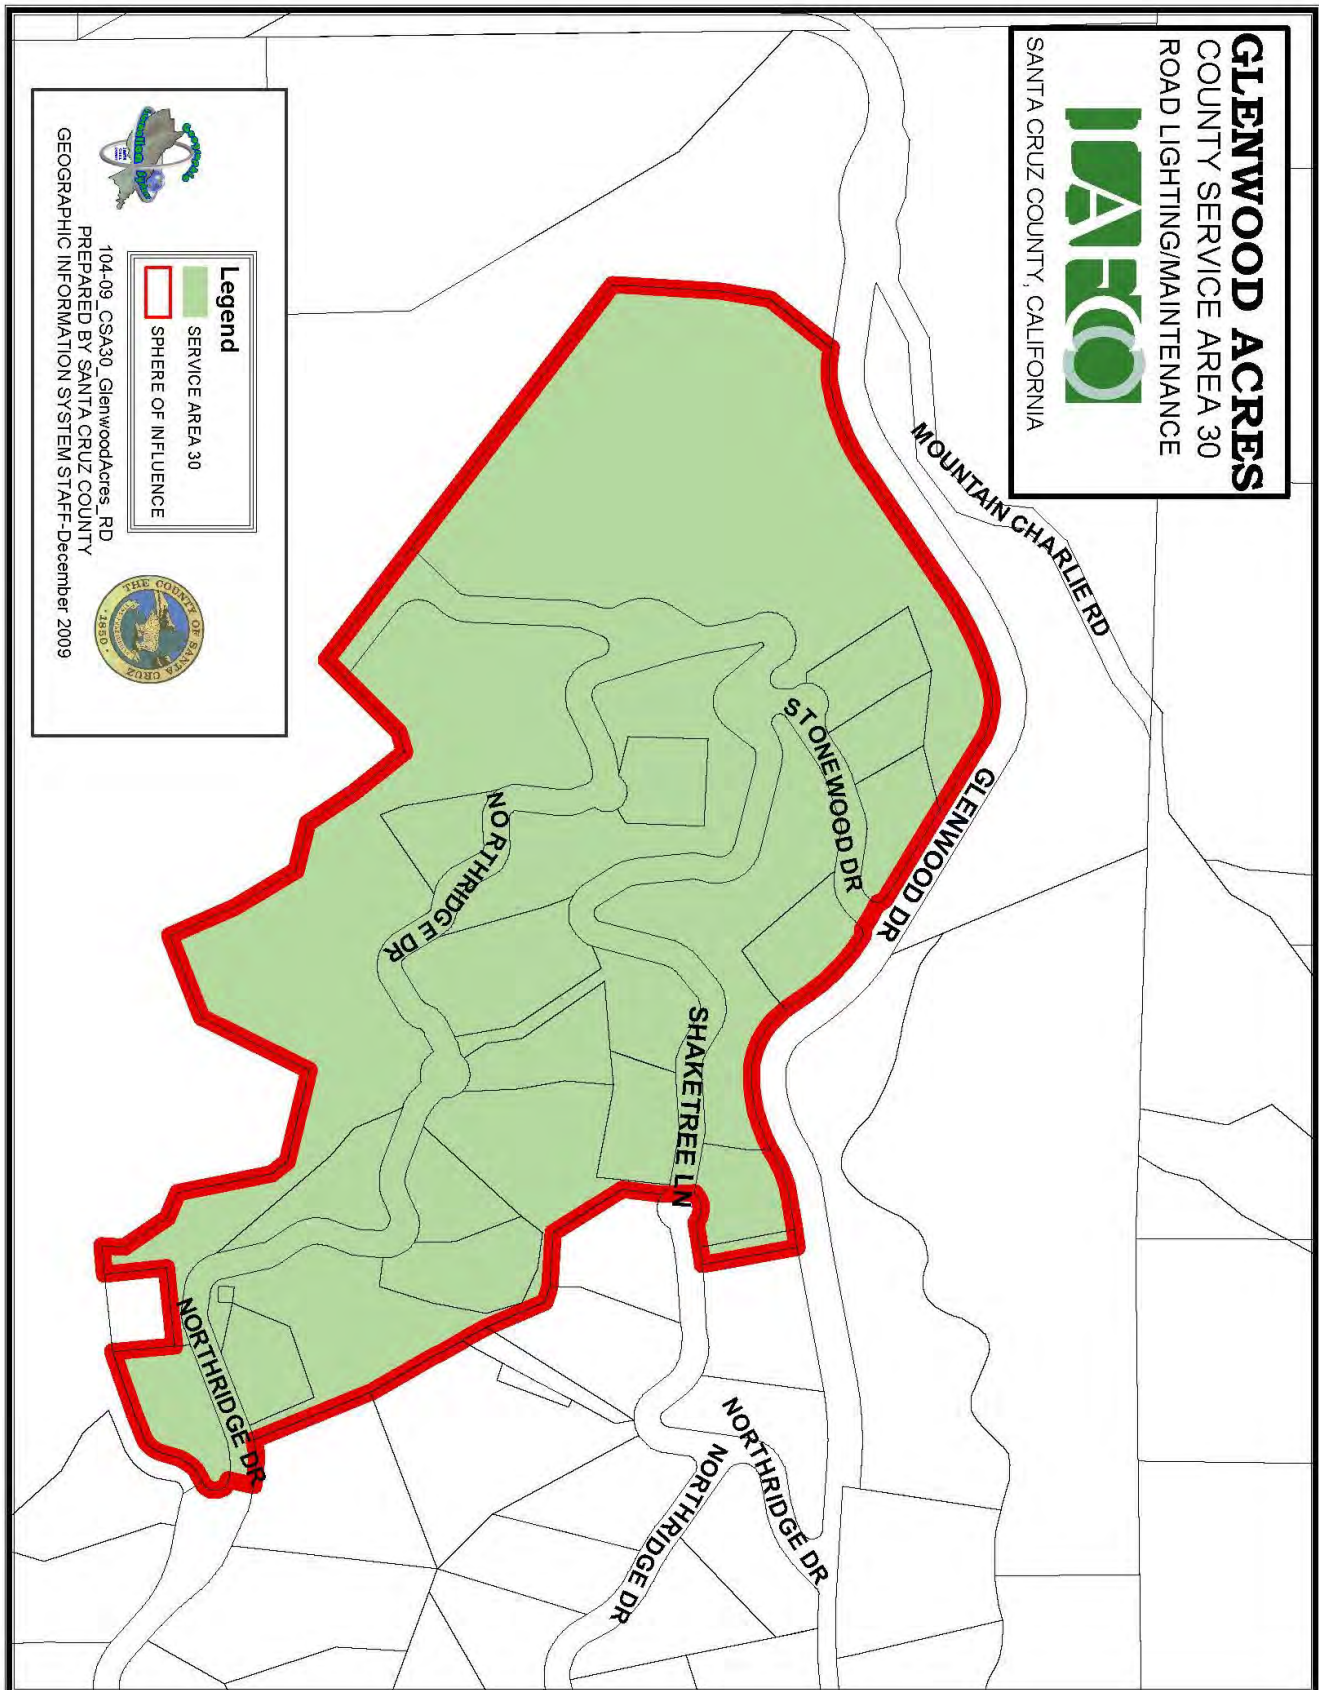 GLENWOOD ACRES
COUNTY SERVICE AREA 30
ROAD LIGHTING/MAINTENANCE
LAFCO
SANTA CRUZ COUNTY, CALIFORNIA
MOUNTAIN CHARLIE RD
GLENWOOD DR
STONEWOOD DR
NORTHRIDGE DR
SHAKETREE LN
NORTHRIDGE DR
NORTHRIDGE DR
NORTHRIDGE DR
Legend
SERVICE AREA 30
SPHERE OF INFLUENCE
104-09_CSA30_GlenwoodAcres_RD
PREPARED BY SANTA CRUZ COUNTY
GEOGRAPHIC INFORMATION SYSTEM STAFF-December 2009
THE COUNTY OF SANTA CRUZ
1850